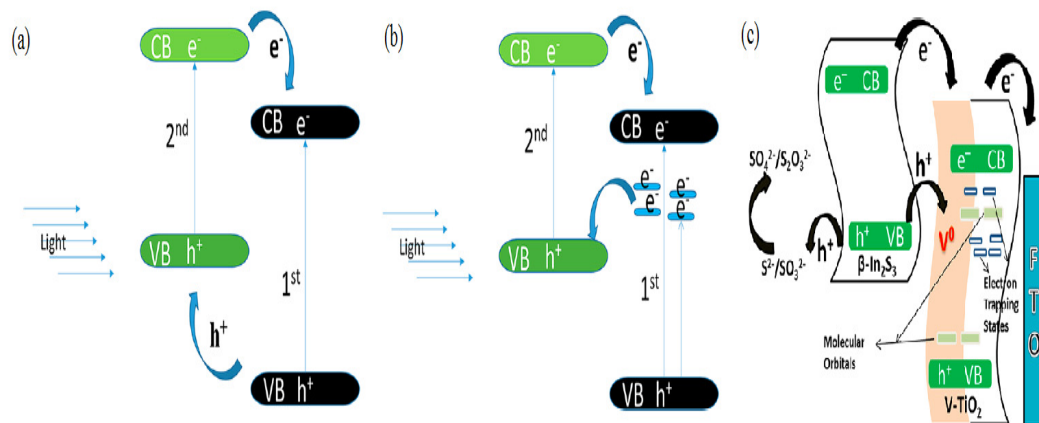 (a)
CB e-
e-
CB e-
2nd
Light
VB h+
1st
h+
VB h+
(b)
CB e-
e-
CB e-
2nd
e-
e-
e-
e-
Light
VB h+
1st
VB h+
(c)
e-
e- CB
e-
SO₄²⁻/S₂O₃²⁻
h+
e- CB
h+ VB
V⁰
h+
β-In₂S₃
S²⁻/SO₃²⁻
Electron
Trapping
States
Molecular
Orbitals
h+ VB
V-TiO₂
F
T
O